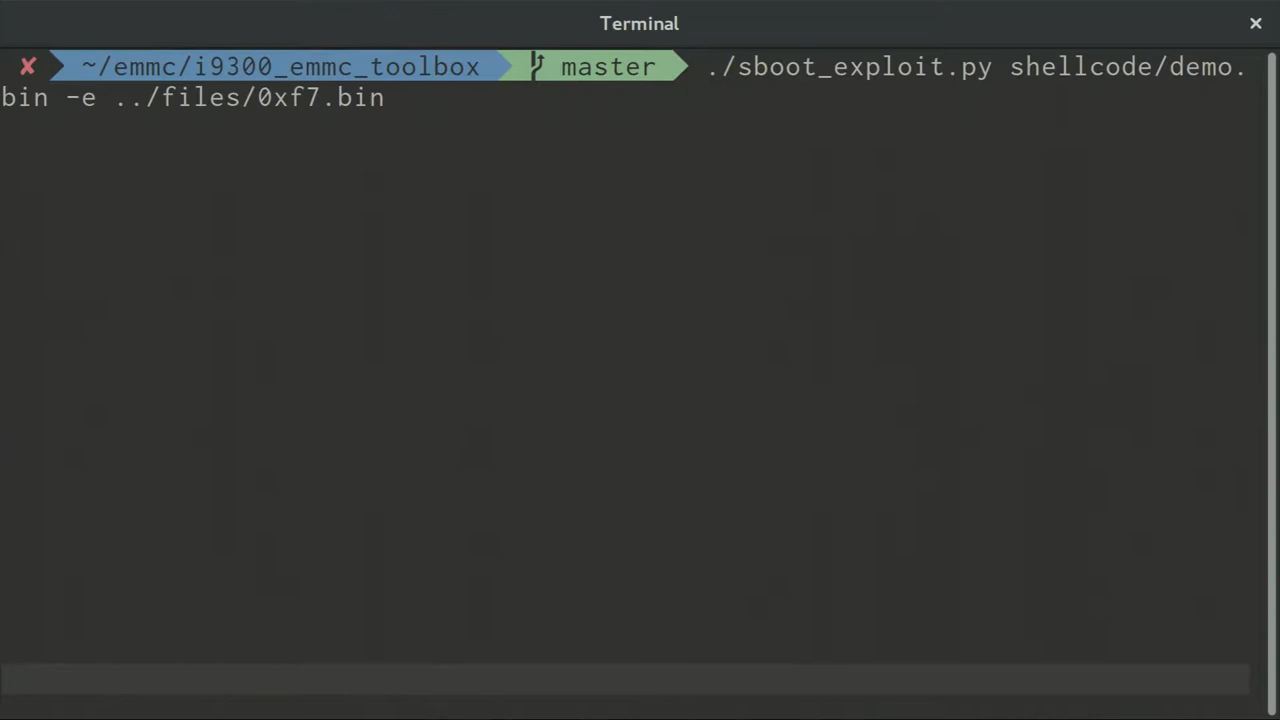 Terminal
✘ ~/emmc/i9300_emmc_toolbox master ./sboot_exploit.py shellcode/demo.
bin -e ../files/0xf7.bin